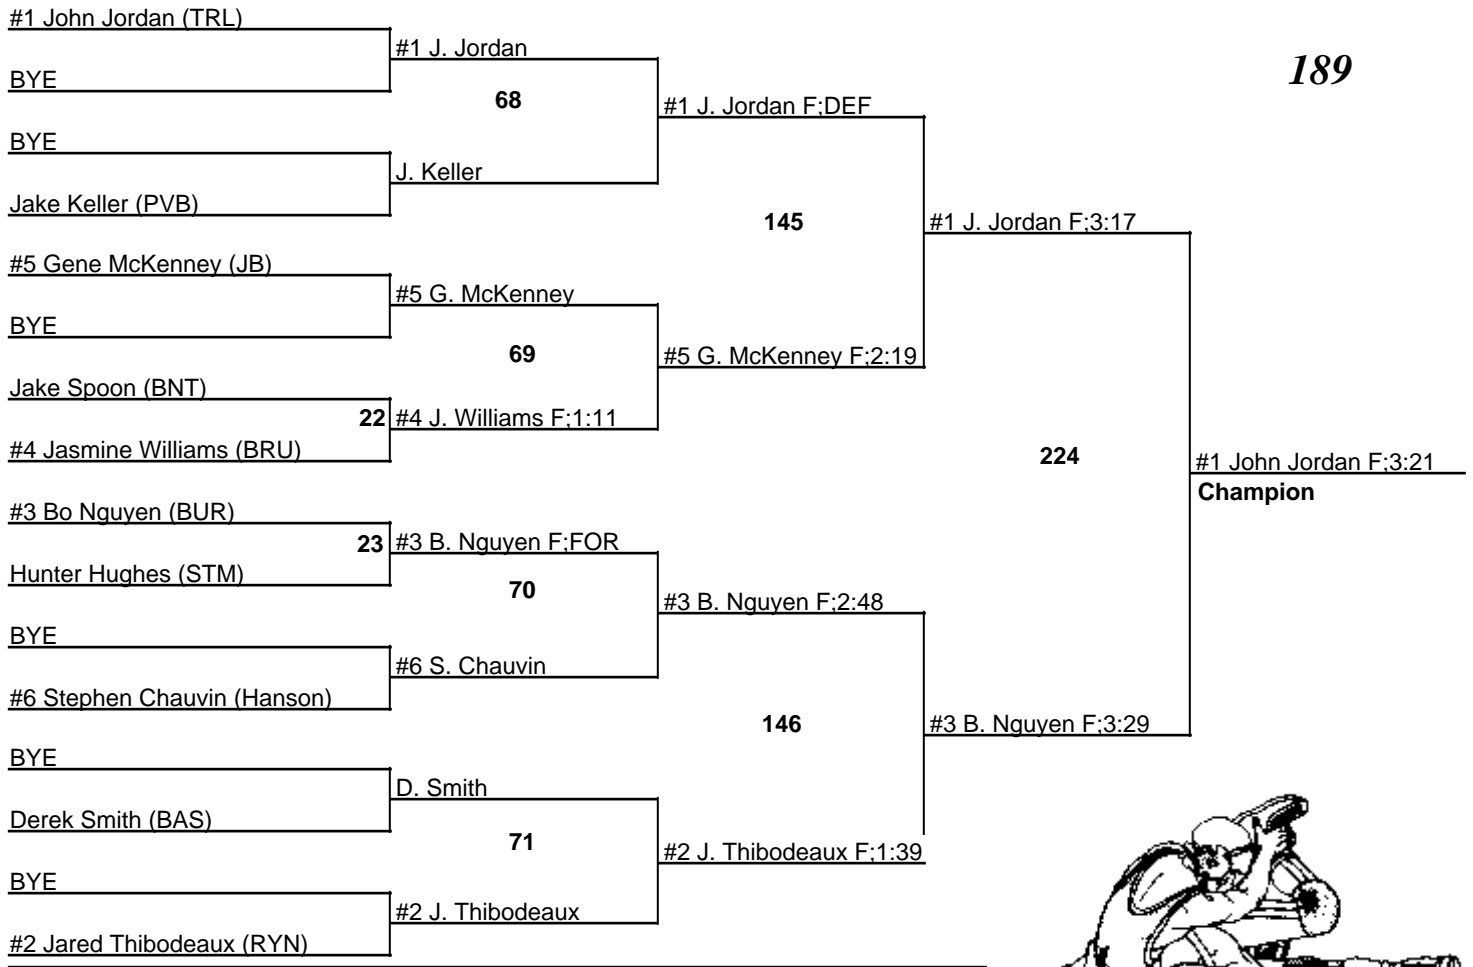 #1 John Jordan (TRL)
#1 J. Jordan
189
BYE
68
#1 J. Jordan F;DEF
BYE
J. Keller
Jake Keller (PVB)
145
#1 J. Jordan F;3:17
#5 Gene McKenney (JB)
#5 G. McKenney
BYE
69
#5 G. McKenney F;2:19
Jake Spoon (BNT)
22
#4 J. Williams F;1:11
#4 Jasmine Williams (BRU)
224
#1 John Jordan F;3:21
Champion
#3 Bo Nguyen (BUR)
23
#3 B. Nguyen F;FOR
Hunter Hughes (STM)
70
#3 B. Nguyen F;2:48
BYE
#6 S. Chauvin
#6 Stephen Chauvin (Hanson)
146
#3 B. Nguyen F;3:29
BYE
D. Smith
Derek Smith (BAS)
71
#2 J. Thibodeaux F;1:39
BYE
#2 J. Thibodeaux
#2 Jared Thibodeaux (RYN)